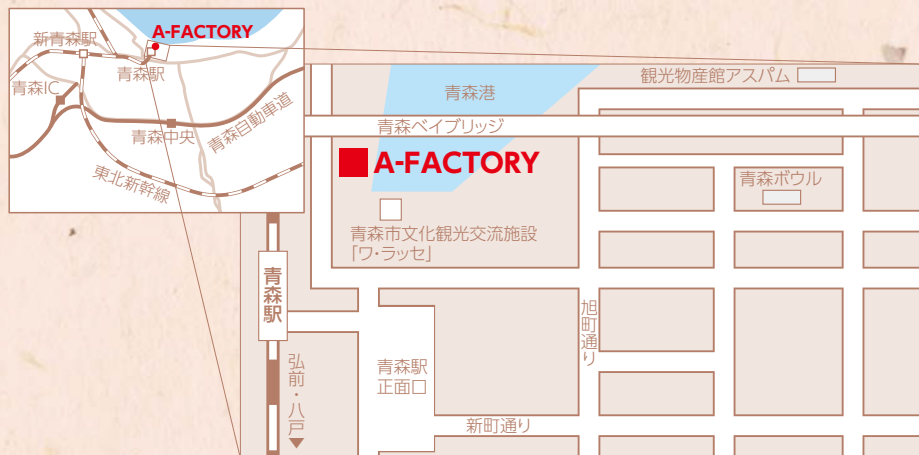 A-FACTORY
新青森駅
青森駅
青森IC
青森中央
青森自動車道
東北新幹線
観光物産館アスパム
青森港
青森ベイブリッジ
A-FACTORY
青森ボウル
青森市文化観光交流施設
「ワ・ラッセ」
青森駅
旭町通り
弘前・八戸
青森駅
正面口
新町通り